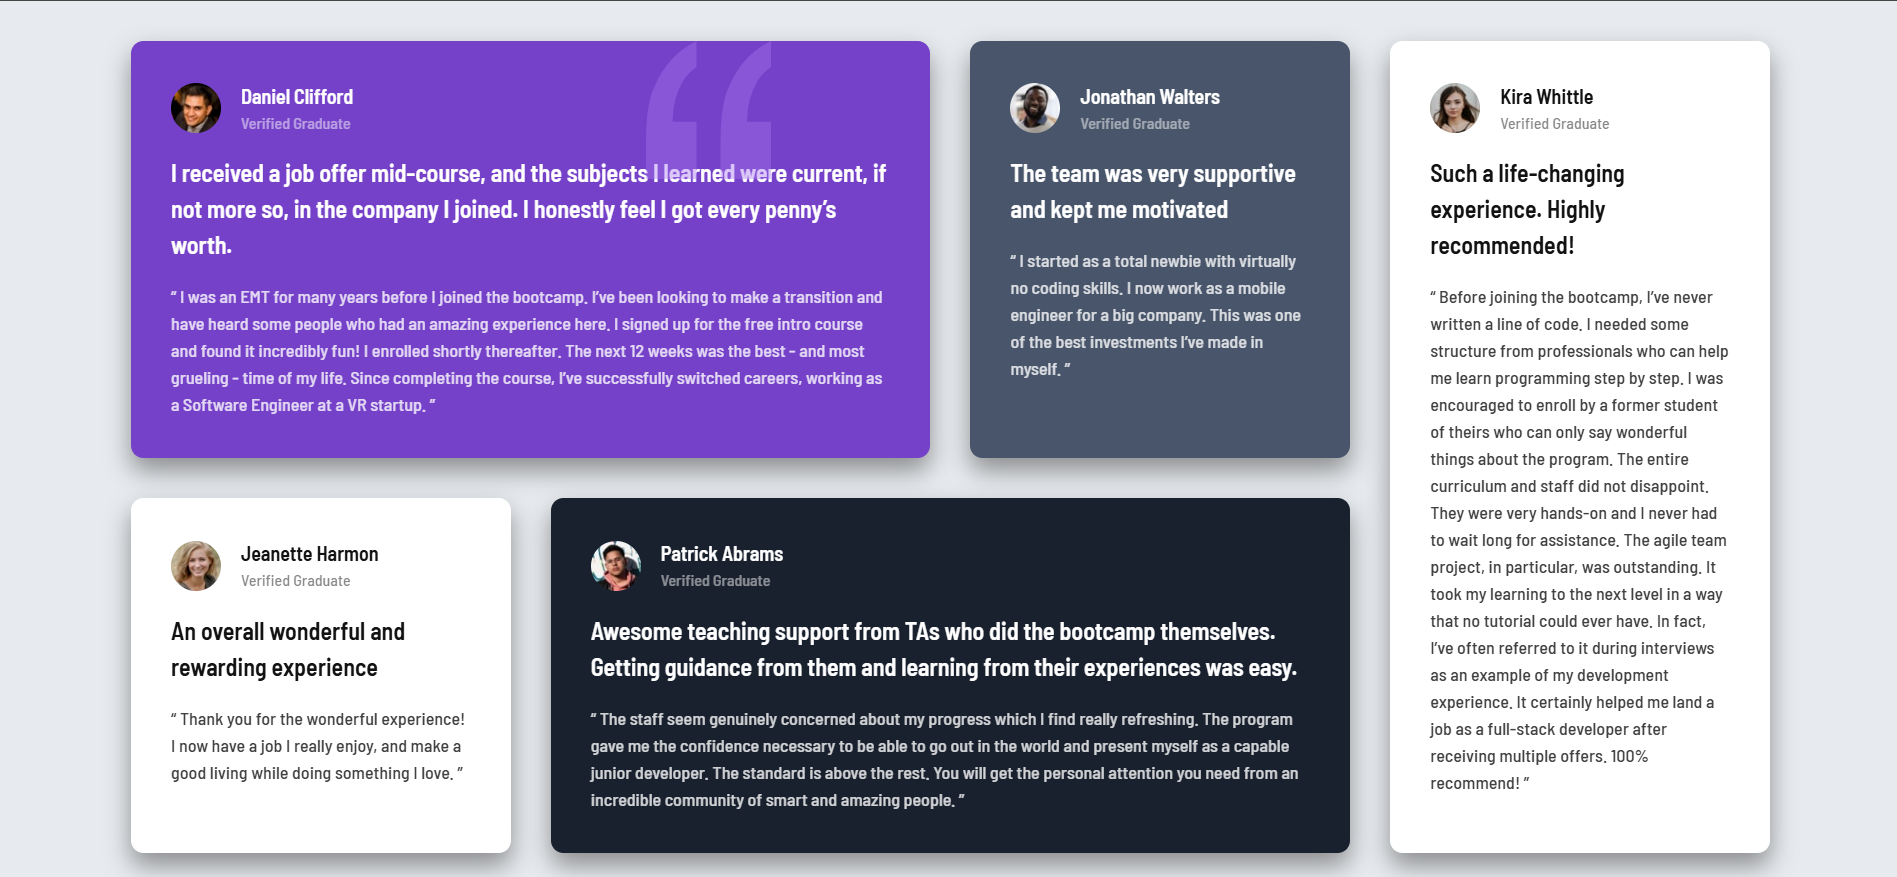 Daniel Clifford
Verified Graduate
I received a job offer mid-course, and the subjects I learned were current, if
not more so, in the company I joined. I honestly feel I got every penny’s
worth.
“ I was an EMT for many years before I joined the bootcamp. I’ve been looking to make a transition and
have heard some people who had an amazing experience here. I signed up for the free intro course
and found it incredibly fun! I enrolled shortly thereafter. The next 12 weeks was the best - and most
grueling - time of my life. Since completing the course, I’ve successfully switched careers, working as
a Software Engineer at a VR startup. ”
Jonathan Walters
Verified Graduate
The team was very supportive
and kept me motivated
“ I started as a total newbie with virtually
no coding skills. I now work as a mobile
engineer for a big company. This was one
of the best investments I’ve made in
myself. ”
Kira Whittle
Verified Graduate
Such a life-changing
experience. Highly
recommended!
“ Before joining the bootcamp, I’ve never
written a line of code. I needed some
structure from professionals who can help
me learn programming step by step. I was
encouraged to enroll by a former student
of theirs who can only say wonderful
things about the program. The entire
curriculum and staff did not disappoint.
They were very hands-on and I never had
to wait long for assistance. The agile team
project, in particular, was outstanding. It
took my learning to the next level in a way
that no tutorial could ever have. In fact,
I’ve often referred to it during interviews
as an example of my development
experience. It certainly helped me land a
job as a full-stack developer after
receiving multiple offers. 100%
recommend! ”
Jeanette Harmon
Verified Graduate
An overall wonderful and
rewarding experience
“ Thank you for the wonderful experience!
I now have a job I really enjoy, and make a
good living while doing something I love. ”
Patrick Abrams
Verified Graduate
Awesome teaching support from TAs who did the bootcamp themselves.
Getting guidance from them and learning from their experiences was easy.
“ The staff seem genuinely concerned about my progress which I find really refreshing. The program
gave me the confidence necessary to be able to go out in the world and present myself as a capable
junior developer. The standard is above the rest. You will get the personal attention you need from an
incredible community of smart and amazing people. ”